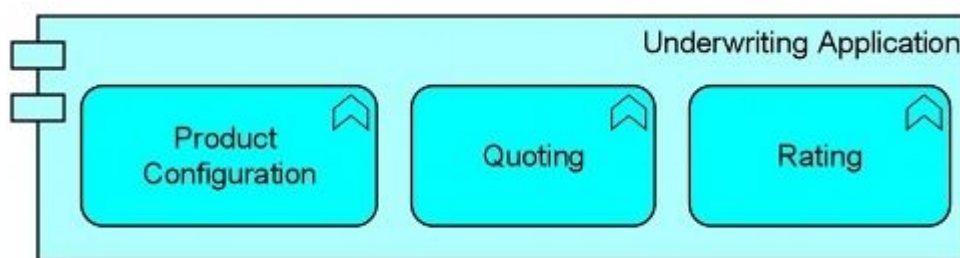 Underwriting Application
Product
Configuration
Quoting
Rating